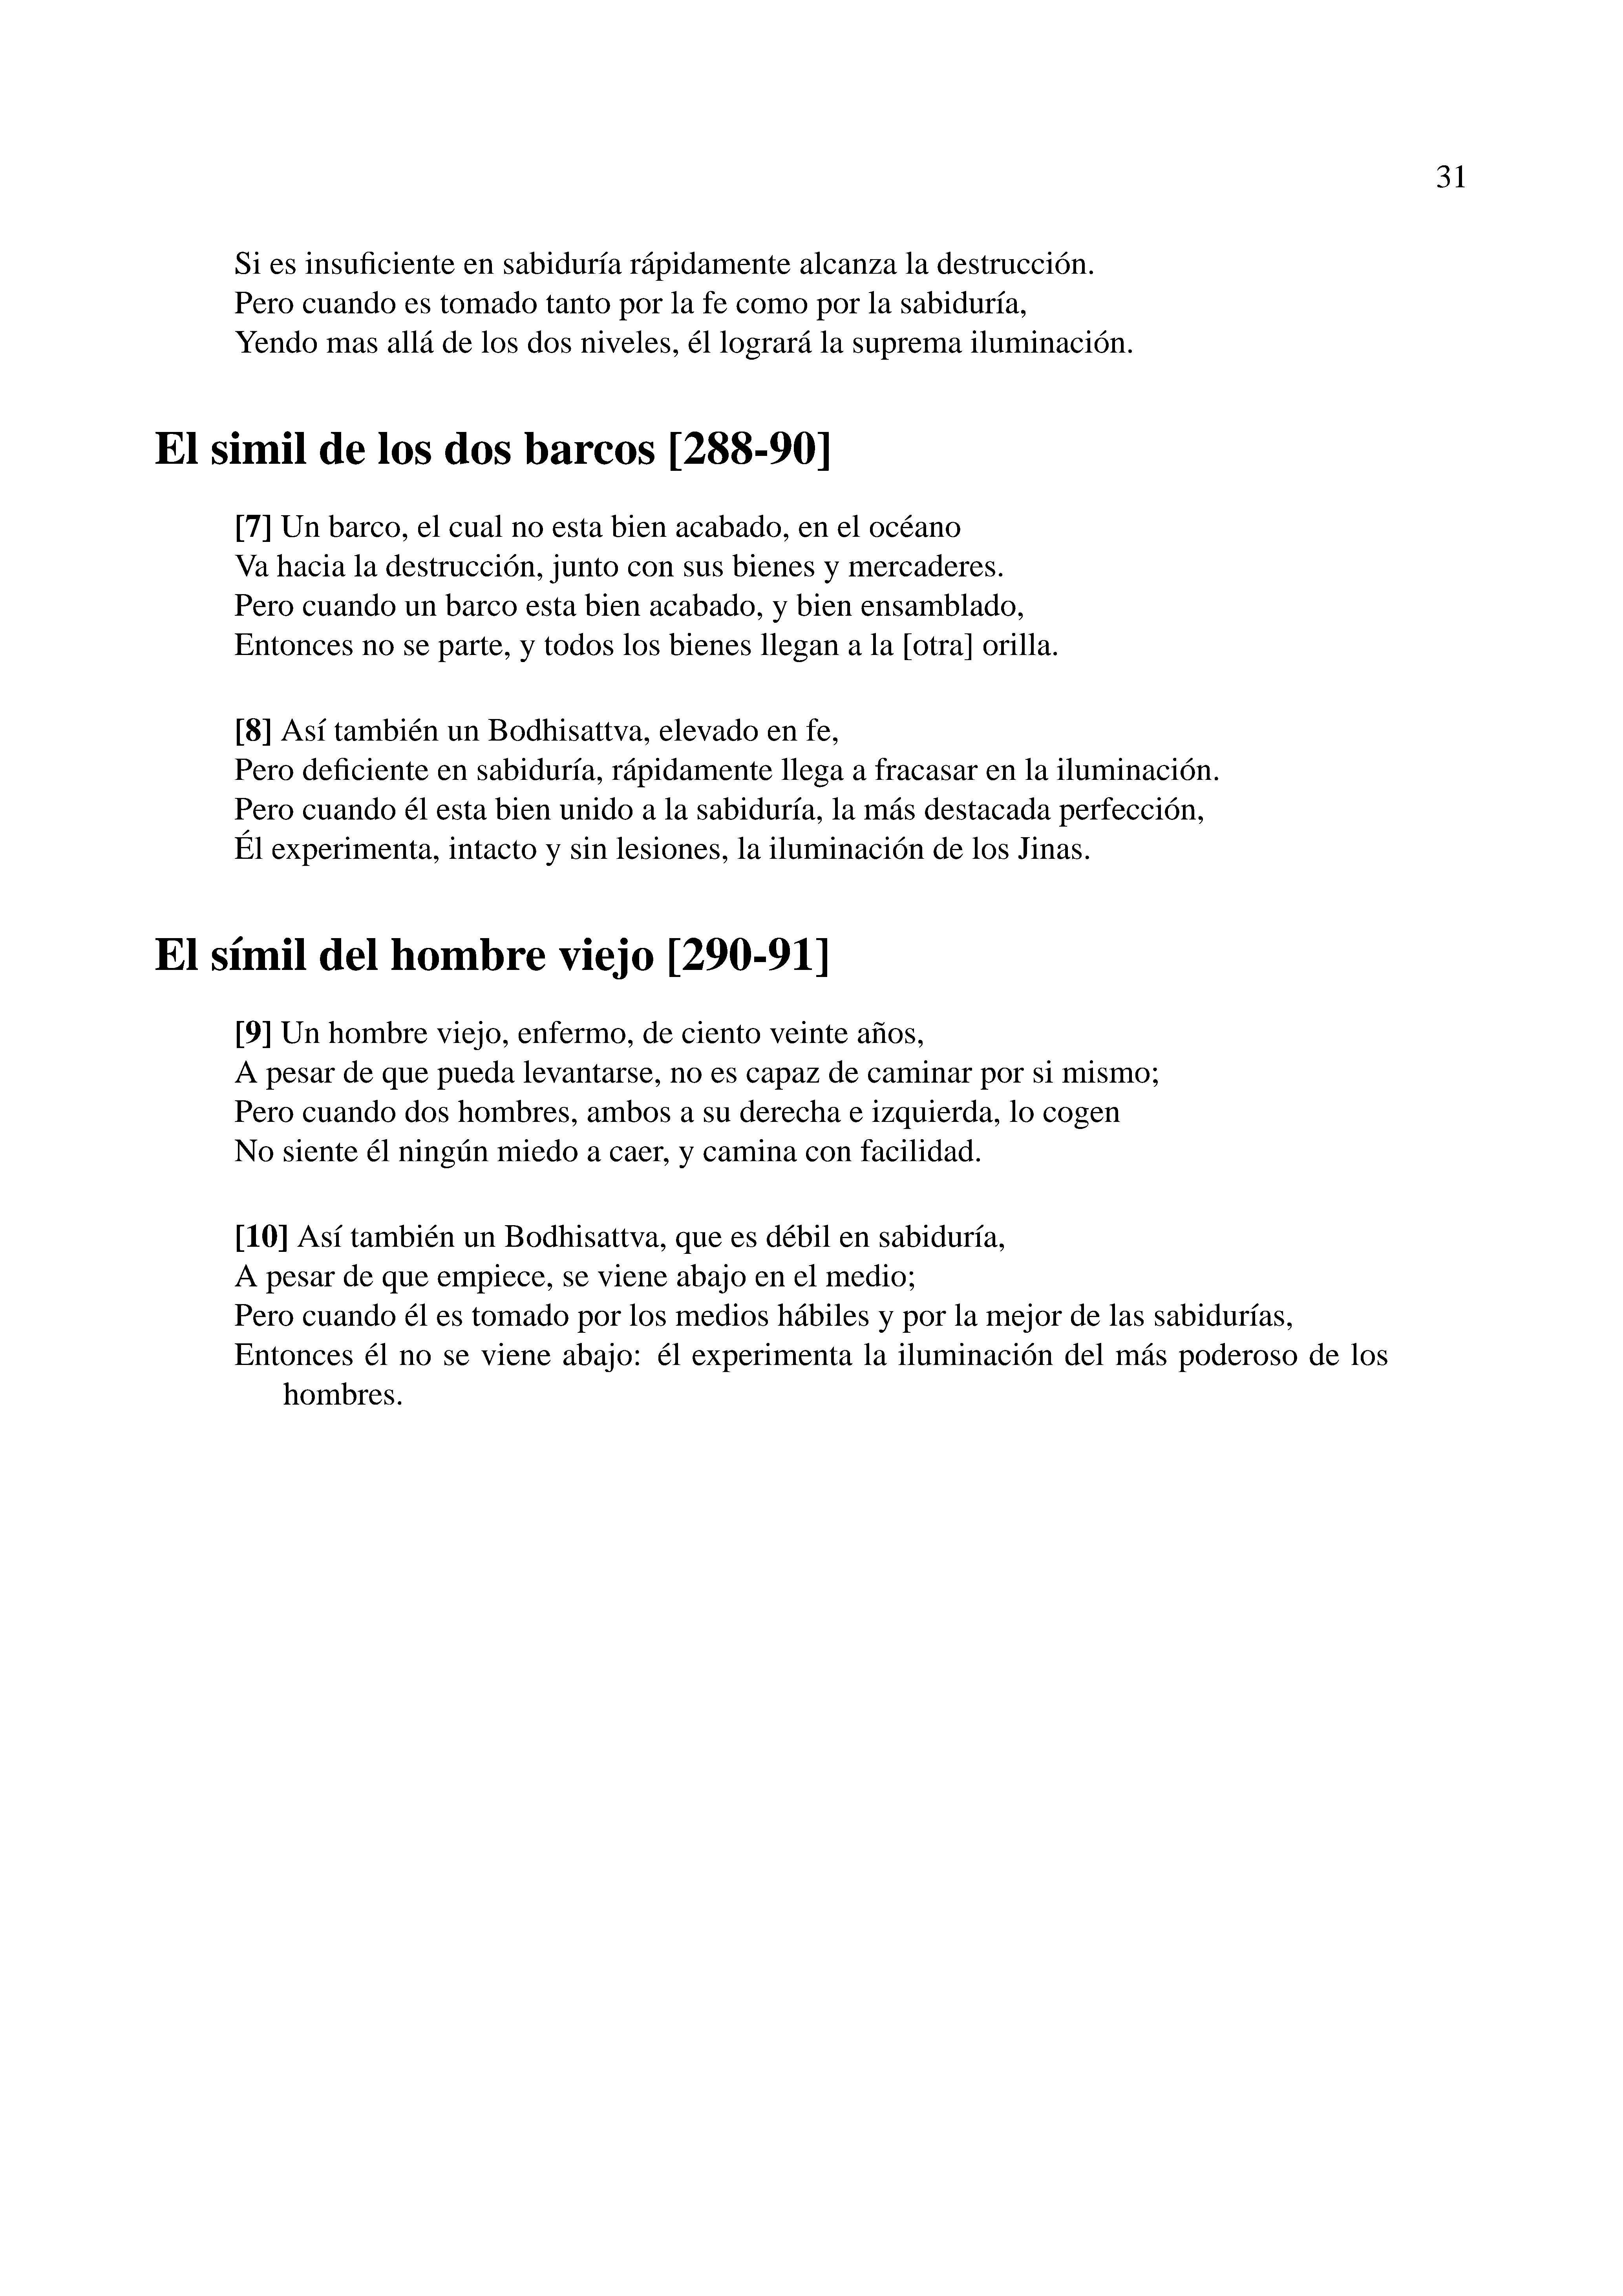 31
Si es insuficiente en sabiduría rápidamente alcanza la destrucción.
Pero cuando es tomado tanto por la fe como por la sabiduría,
Yendo mas allá de los dos niveles, él logrará la suprema iluminación.
El simil de los dos barcos [288-90]
[7] Un barco, el cual no esta bien acabado, en el océano
Va hacia la destrucción, junto con sus bienes y mercaderes.
Pero cuando un barco esta bien acabado, y bien ensamblado,
Entonces no se parte, y todos los bienes llegan a la [otra] orilla.
[8] Así también un Bodhisattva, elevado en fe,
Pero deficiente en sabiduría, rápidamente llega a fracasar en la iluminación.
Pero cuando él esta bien unido a la sabiduría, la más destacada perfección,
Él experimenta, intacto y sin lesiones, la iluminación de los Jinas.
El símil del hombre viejo [290-91]
[9] Un hombre viejo, enfermo, de ciento veinte años,
A pesar de que pueda levantarse, no es capaz de caminar por si mismo;
Pero cuando dos hombres, ambos a su derecha e izquierda, lo cogen
No siente él ningún miedo a caer, y camina con facilidad.
[10] Así también un Bodhisattva, que es débil en sabiduría,
A pesar de que empiece, se viene abajo en el medio;
Pero cuando él es tomado por los medios hábiles y por la mejor de las sabidurías,
Entonces él no se viene abajo: él experimenta la iluminación del más poderoso de los
hombres.